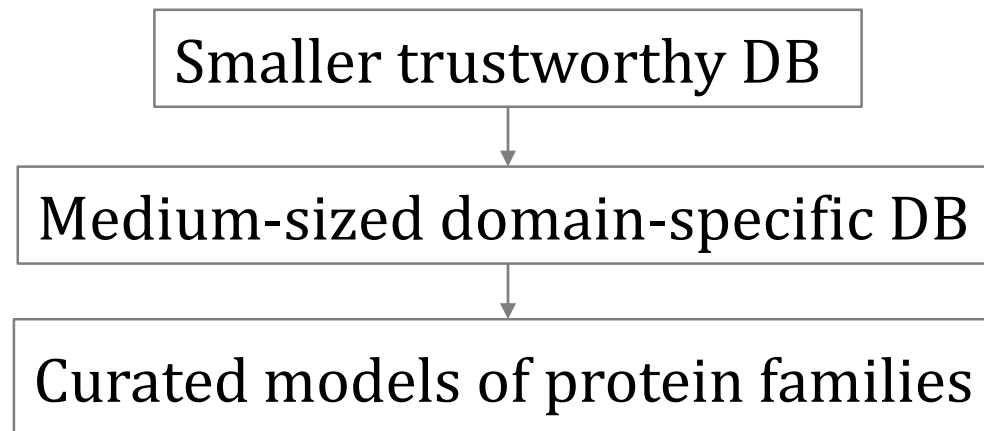 Smaller trustworthy DB
Medium-sized domain-specific DB
Curated models of protein families